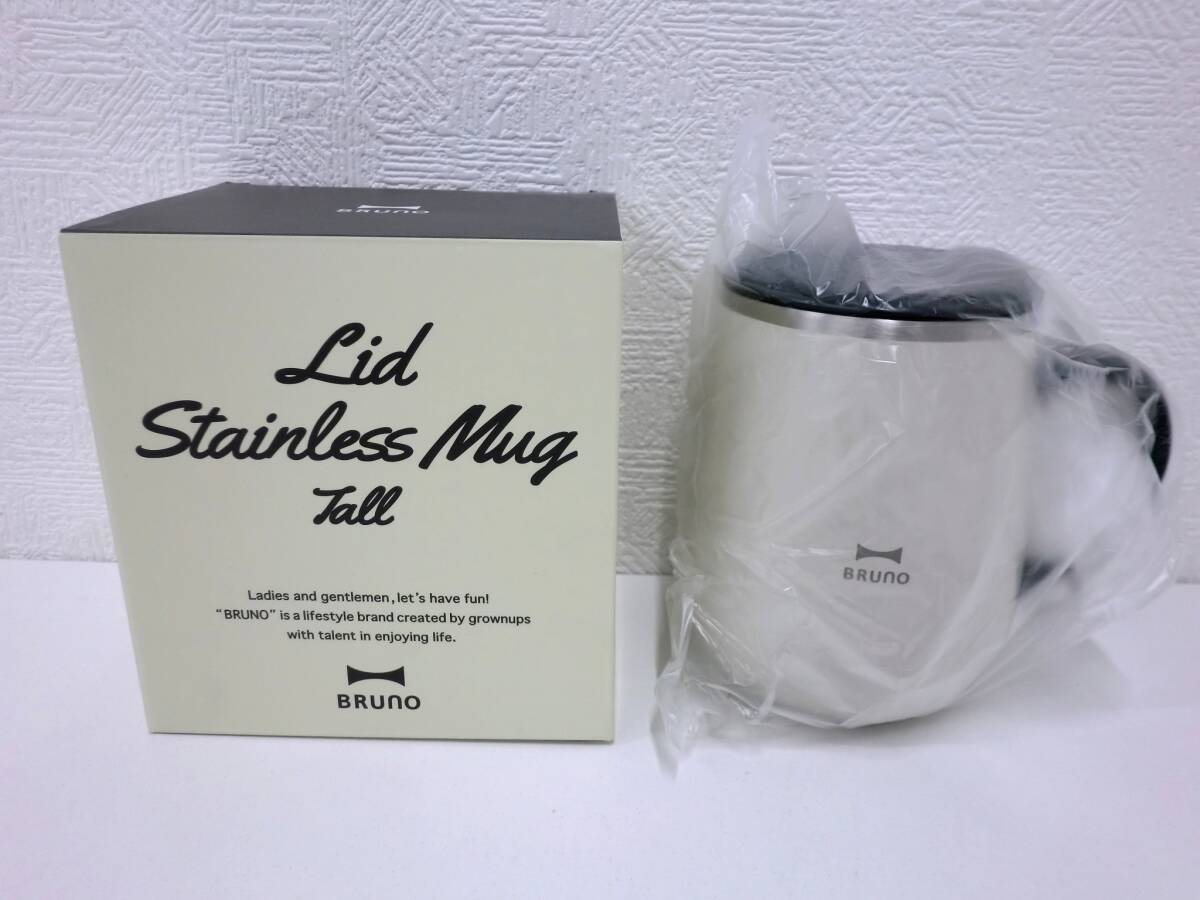 BRUNO
Lid
Stainless Mug
Tall
Ladies and gentlemen, let's have fun!
"BRUNO" is a lifestyle brand created by grownups
with talent in enjoying life.
BRUNO
BRUNO